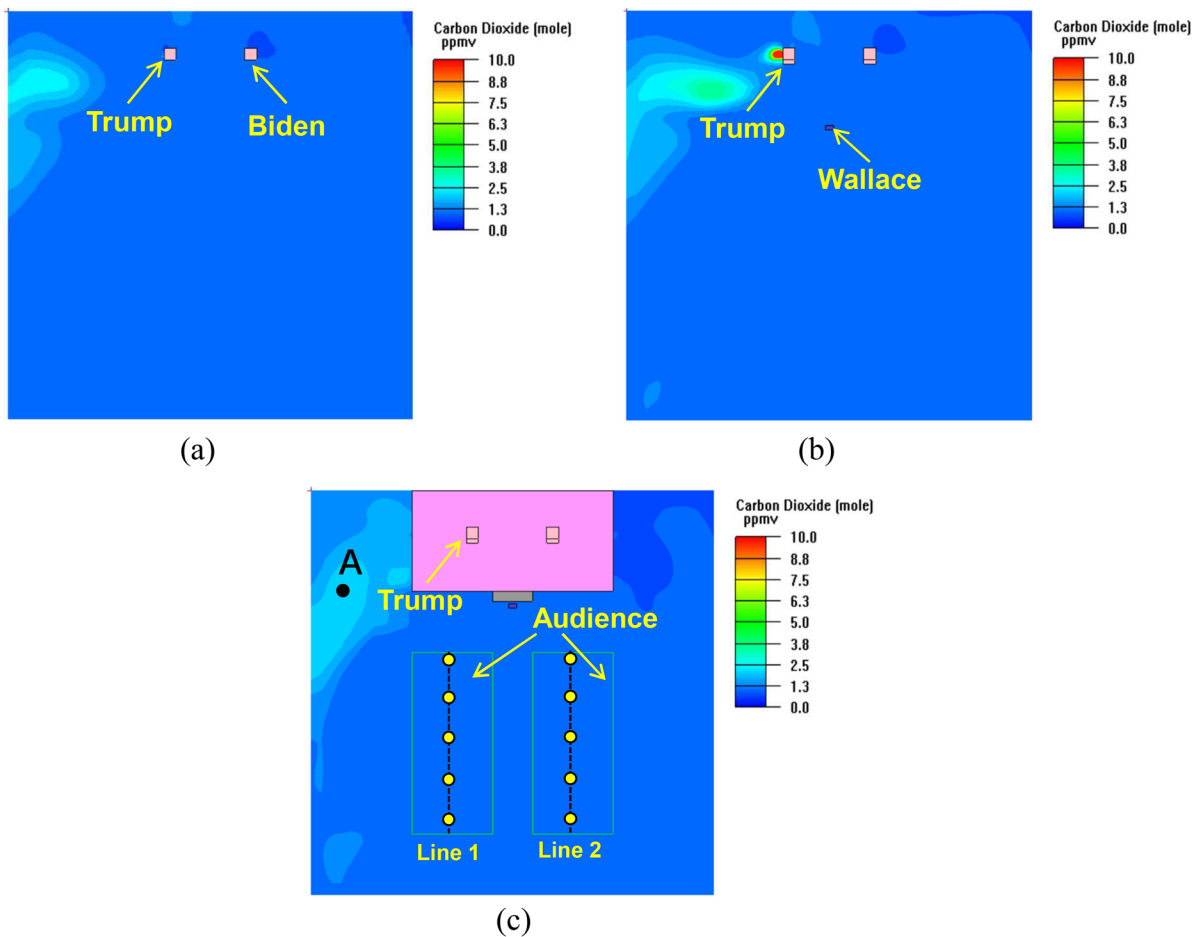 Carbon Dioxide (mole)
ppmv
10.0
8.8
7.5
6.3
5.0
3.8
2.5
1.3
0.0
Trump
Biden
(a)
Carbon Dioxide (mole)
ppmv
10.0
8.8
7.5
6.3
5.0
3.8
2.5
1.3
0.0
Trump
Wallace
(b)
Carbon Dioxide (mole)
ppmv
10.0
8.8
7.5
6.3
5.0
3.8
2.5
1.3
0.0
A
Trump
Audience
Line 1
Line 2
(c)